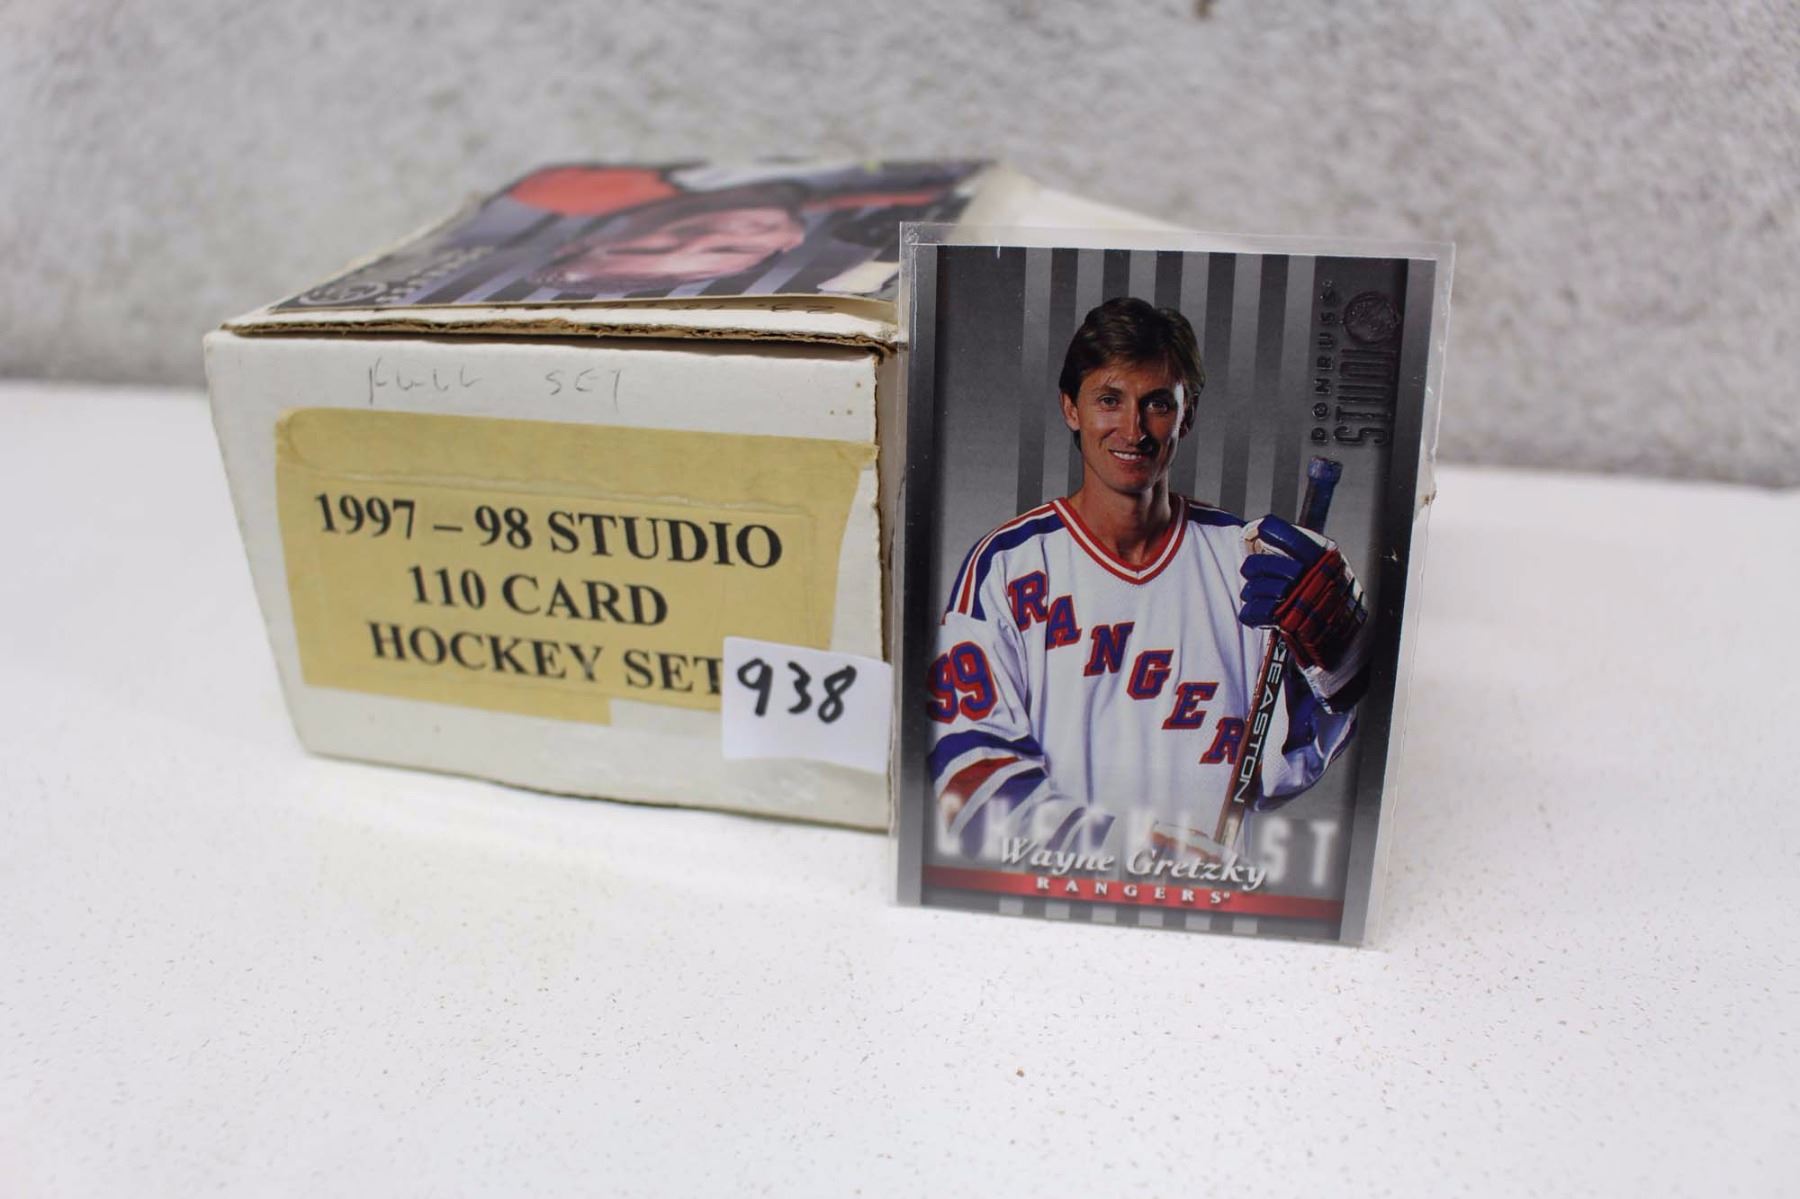 FULL SET
1997 – 98 STUDIO
110 CARD
HOCKEY SET
938
DONRUSS
STUDIO
RANGERS
99
EASTON
CHECKLIST
Wayne Gretzky
RANGERS